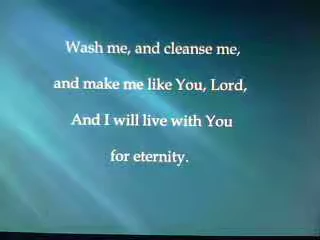 Wash me, and cleanse me,
and make me like You, Lord,
And I will live with You
for eternity.